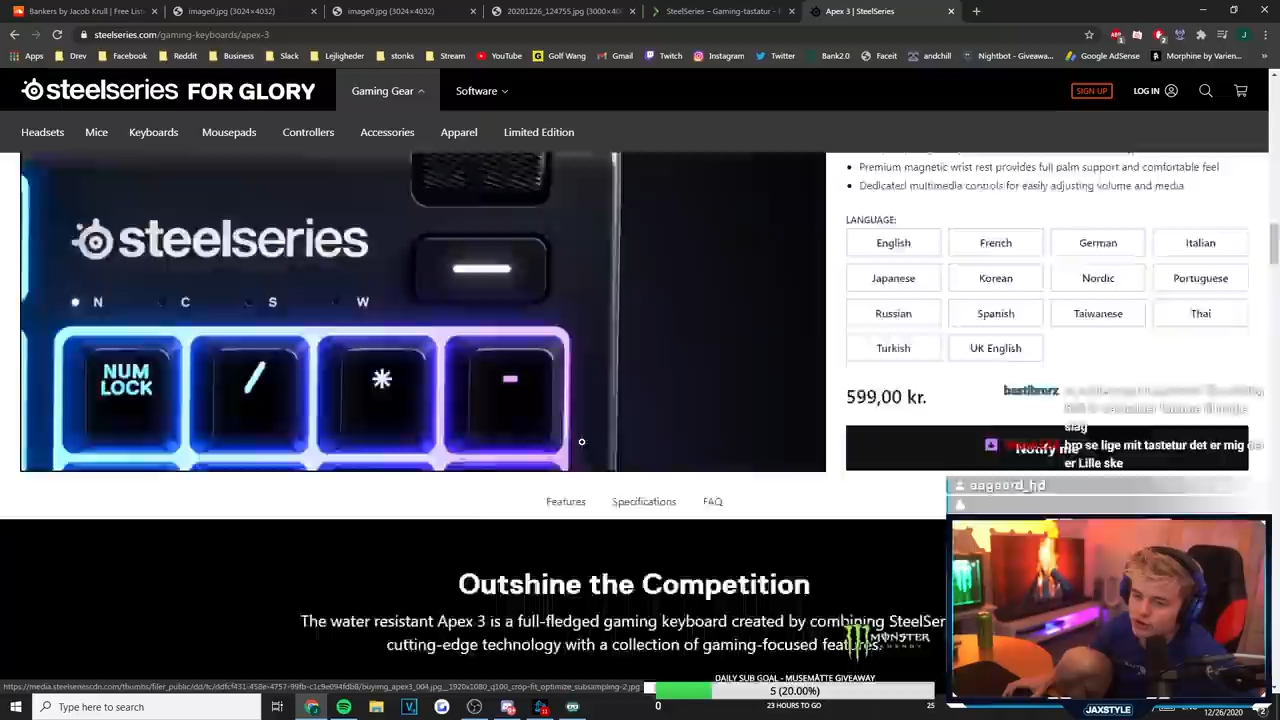 Bankers by Jacob Krull | Free List
image0.jpg (3024×4032)
image0.jpg (3024×4032)
20201226_124755.jpg (3000×40
SteelSeries – Gaming-tastatur -
Apex 3 | SteelSeries
steelseries.com/gaming-keyboards/apex-3
Apps
Dev
Facebook
Reddit
Business
Slack
Lejligheder
stonks
Stream
YouTube
Golf Wang
Gmail
Twitch
Instagram
Twitter
Bank2.0
Faceit
andchill
Nightbot - Giveawa...
Google AdSense
Morphine by Varien...
steelseries FOR GLORY
Gaming Gear
Software
SIGN UP
LOG IN
Headsets
Mice
Keyboards
Mousepads
Controllers
Accessories
Apparel
Limited Edition
Premium magnetic wrist rest provides full palm support and comfortable feel
Dedicated multimedia controls for easily adjusting volume and media
steelseries
N C S W
NUM LOCK
/
*
-
LANGUAGE:
English French German Italian
Japanese Korean Nordic Portuguese
Russian Spanish Taiwanese Thai
Turkish UK English
599,00 kr.
Notify me
slag
bro se lige mit tastetur det er mig
er Lille ske
aagaard_hd
Features
Specifications
FAQ
Outshine the Competition
The water resistant Apex 3 is a full-fledged gaming keyboard created by combining SteelSer
cutting-edge technology with a collection of gaming-focused features.
MONSTER
ENERGY
DAILY SUB GOAL - MUSEMÅTTE GIVEAWAY
5 (20.00%)
0
23 HOURS TO GO
25
JAXSTYLE
Type here to search
12/26/2020